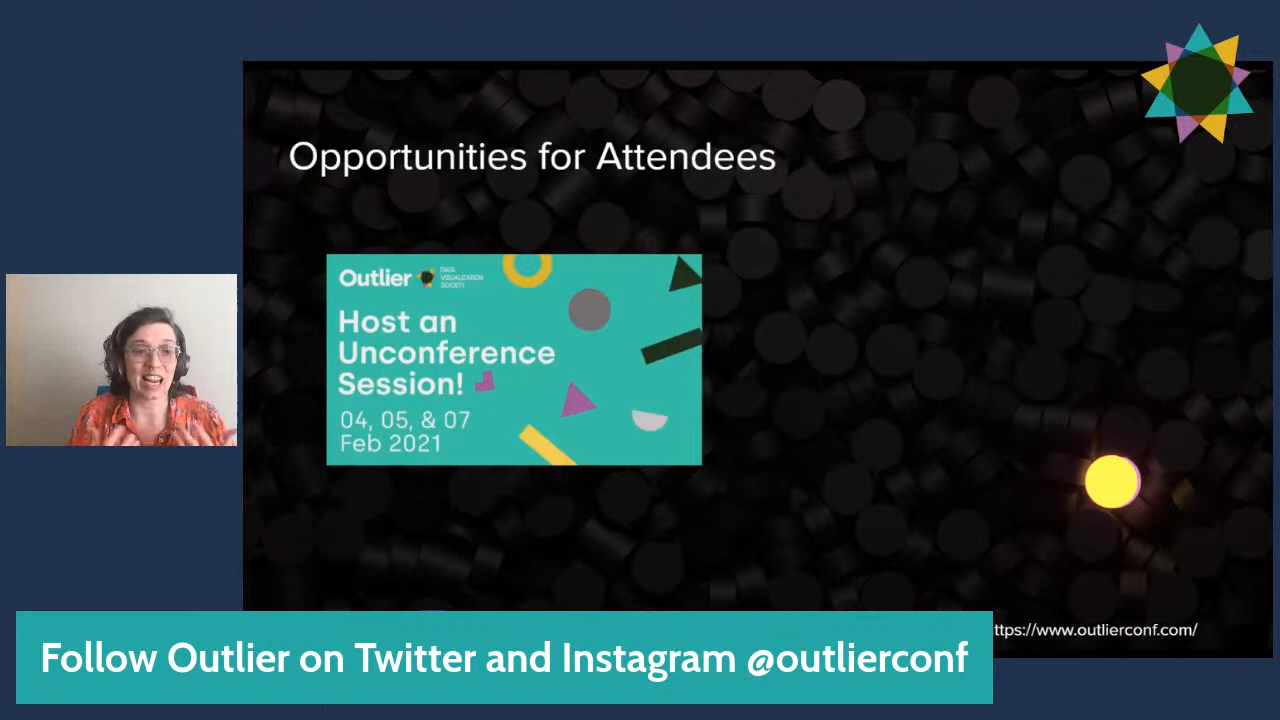 Opportunities for Attendees
Outlier
DATA
VISUALIZATION
SOCIETY
Host an
Unconference
Session!
04, 05, & 07
Feb 2021
ttps://www.outlierconf.com/
Follow Outlier on Twitter and Instagram @outlierconf